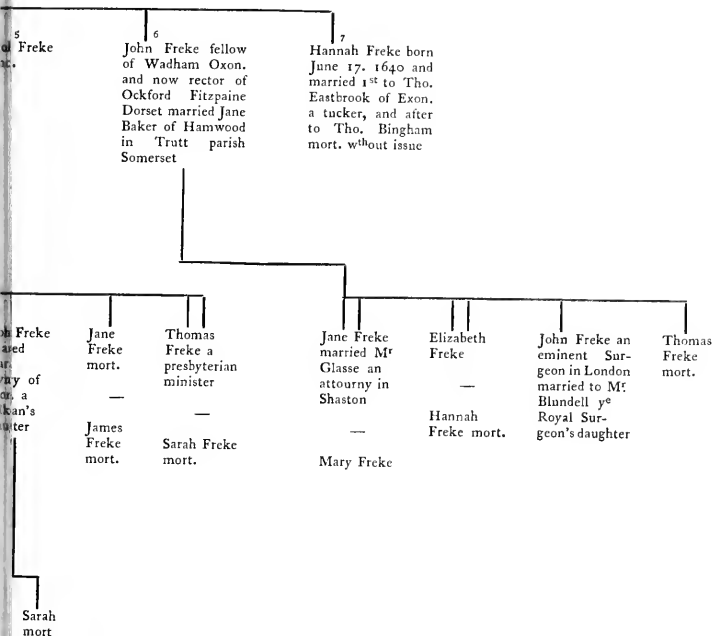 5
Freke
6
John Freke fellow
of Wadham Oxon.
and now rector of
Ockford Fitzpaine
Dorset married Jane
Baker of Hamwood
in Trutt parish
Somerset
7
Hannah Freke born
June 17. 1640 and
married 1st to Tho.
Eastbrook of Exon.
a tucker, and after
to Tho. Bingham
mort. wthout issue
Freke
of
a
Jane
Freke
mort.
—
James
Freke
mort.
Thomas
Freke a
presbyterian
minister
—
Sarah Freke
mort.
Jane Freke
married Mr
Glasse an
attourny in
Shaston
—
Mary Freke
Elizabeth
Freke
—
Hannah
Freke mort.
John Freke an
eminent Sur-
geon in London
married to Mr.
Blundell ye
Royal Sur-
geon's daughter
Thomas
Freke
mort.
Sarah
mort